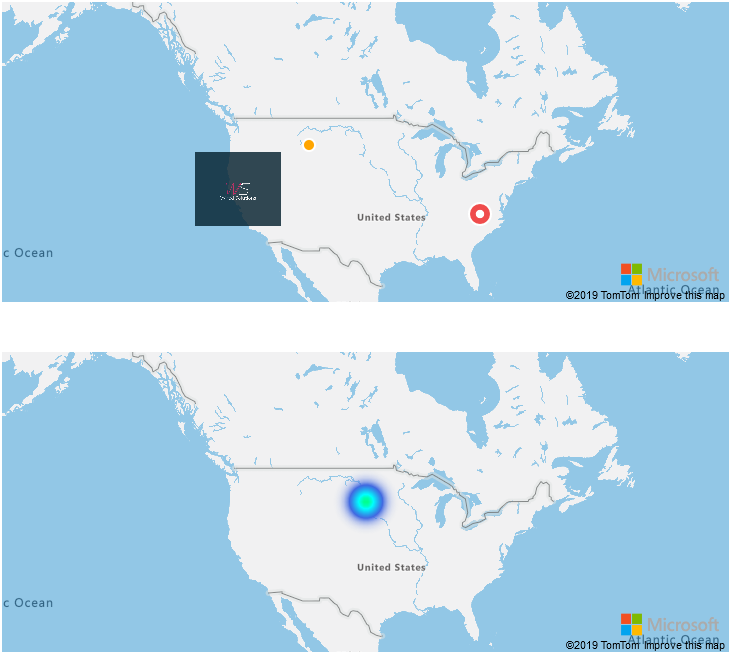 United States
c Ocean
Microsoft
Atlantic Ocean
©2019 TomTom Improve this map
United States
c Ocean
Microsoft
Atlantic Ocean
©2019 TomTom Improve this map